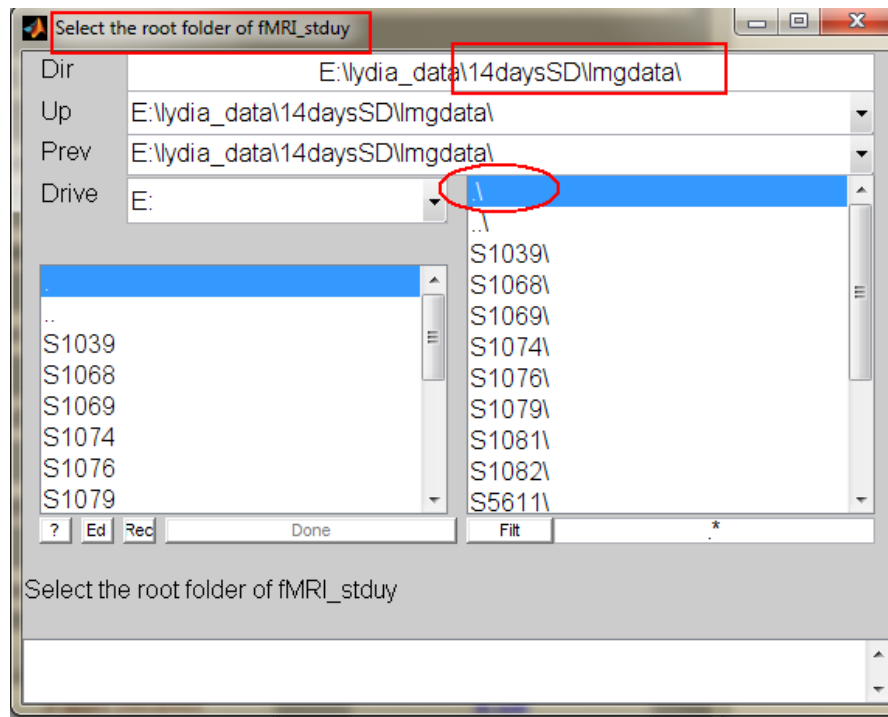 Select the root folder of fMRI_stduy
Dir E:\lydia_data\14daysSD\Imgdata\
Up E:\lydia_data\14daysSD\Imgdata\
Prev E:\lydia_data\14daysSD\Imgdata\
Drive E:
.
..
S1039
S1068
S1069
S1074
S1076
S1079
.\
..\
S1039\
S1068\
S1069\
S1074\
S1076\
S1079\
S1081\
S1082\
S5611\
? Ed Rec Done Filt .*
Select the root folder of fMRI_stduy